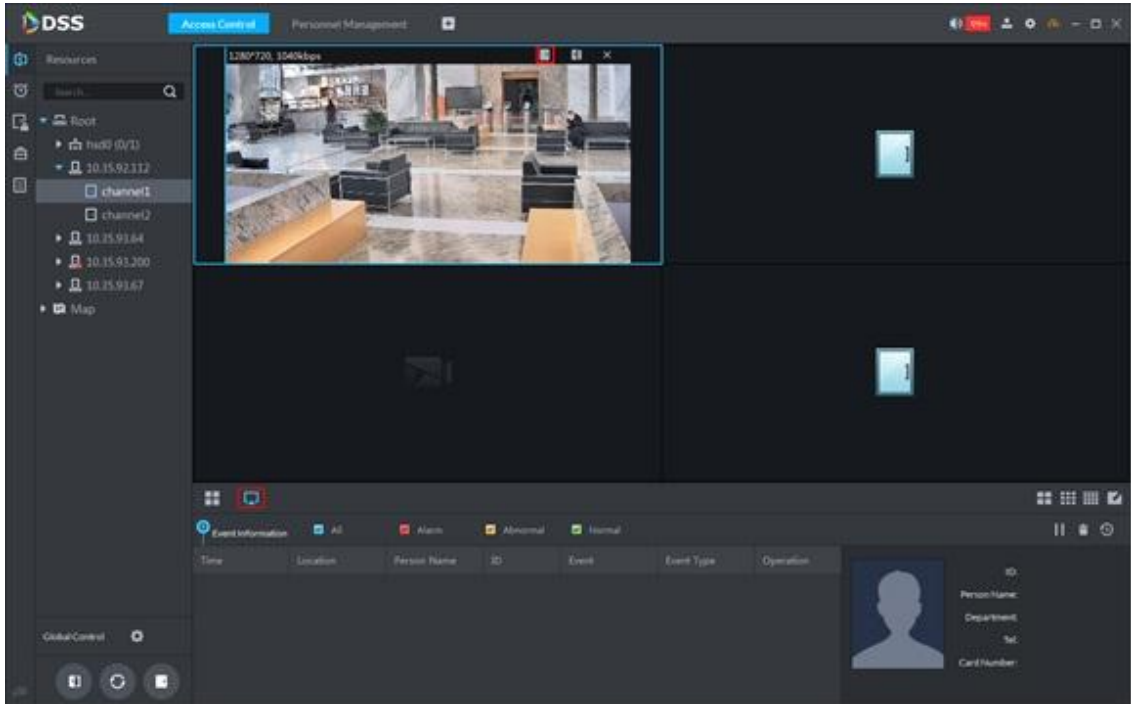 DSS
Access Control
Personnel Management
Resources
1280*720, 1040kbps
Search...
Root
hsd0 (0/1)
10.35.92.112
channel1
channel2
10.35.93.64
10.35.93.200
10.35.93.67
Map
Event Information
All
Alarm
Abnormal
Normal
Time
Location
Person Name
ID
Event
Event Type
Operation
ID:
Person Name:
Department:
Tel:
Card Number:
Global Control